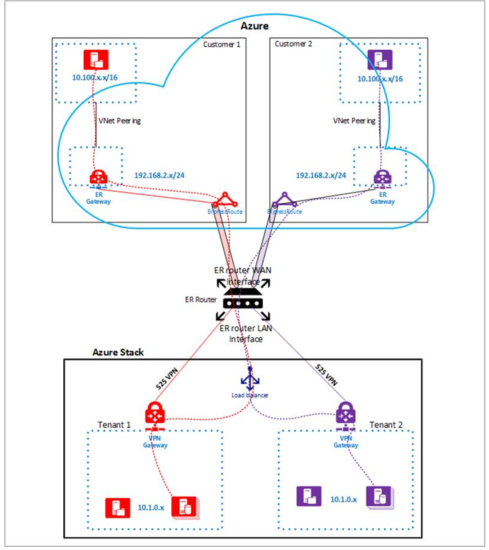 Azure
Customer 1
Customer 2
10.100.x.x/16
10.100.x.x/16
VNet Peering
VNet Peering
192.168.2.x/24
192.168.2.x/24
ER
Gateway
ExpressRoute
ExpressRoute
ER
Gateway
ER router WAN
Interface
ER Router
ER router LAN
Interface
Azure Stack
S2S VPN
S2S VPN
Load balancer
Tenant 1
VPN
Gateway
Tenant 2
VPN
Gateway
10.1.0.x
10.1.0.x